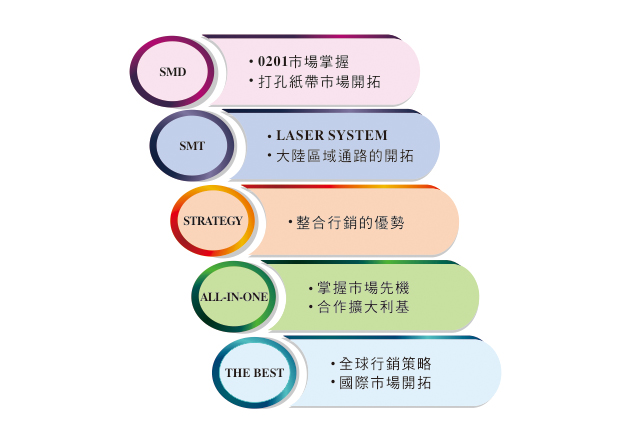 SMD
• 0201市場掌握
• 打孔紙帶市場開拓
SMT
• LASER SYSTEM
• 大陸區域通路的開拓
STRATEGY
• 整合行銷的優勢
ALL-IN-ONE
• 掌握市場先機
• 合作擴大利基
THE BEST
• 全球行銷策略
• 國際市場開拓